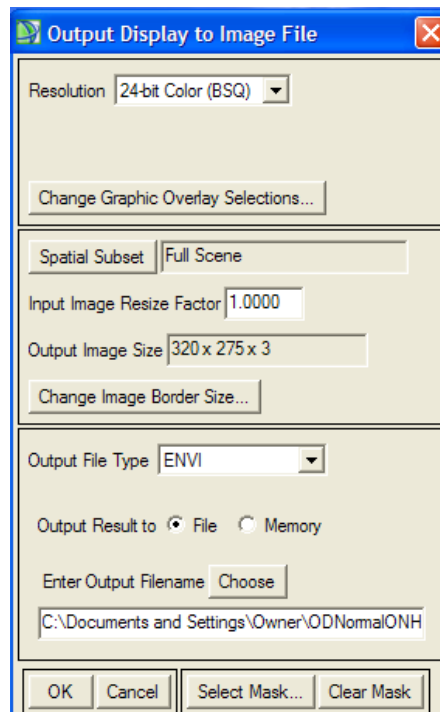 Output Display to Image File
Resolution 24-bit Color (BSQ)
Change Graphic Overlay Selections...
Spatial Subset Full Scene
Input Image Resize Factor 1.0000
Output Image Size 320 x 275 x 3
Change Image Border Size...
Output File Type ENVI
Output Result to File Memory
Enter Output Filename Choose
C:\Documents and Settings\Owner\ODNormalONH
OK Cancel Select Mask... Clear Mask